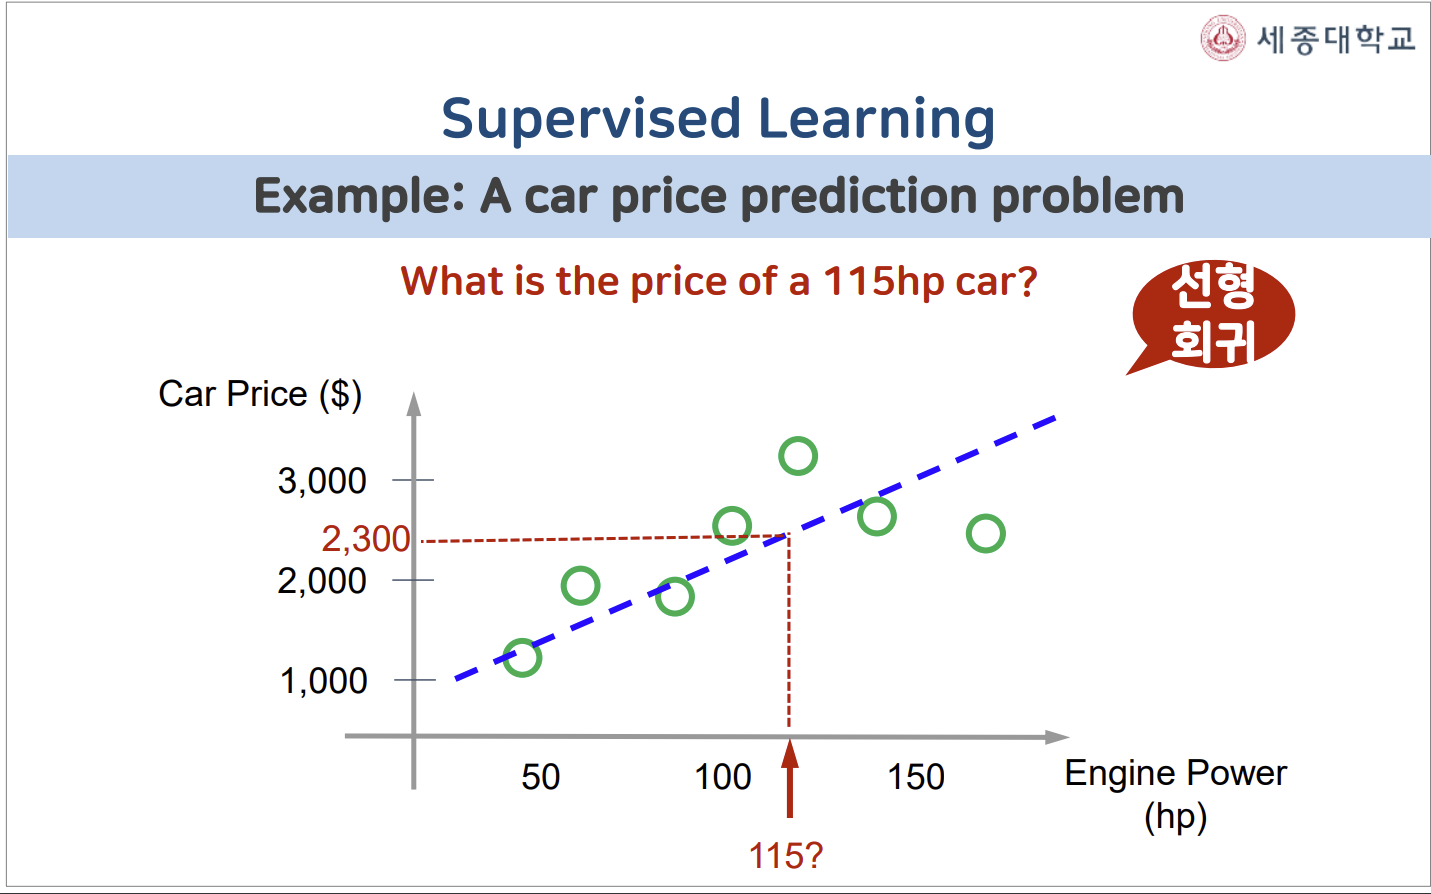 세종대학교
Supervised Learning
Example: A car price prediction problem
What is the price of a 115hp car?
선형
회귀
Car Price ($)
3,000
2,300
2,000
1,000
50 100 150
Engine Power
(hp)
115?